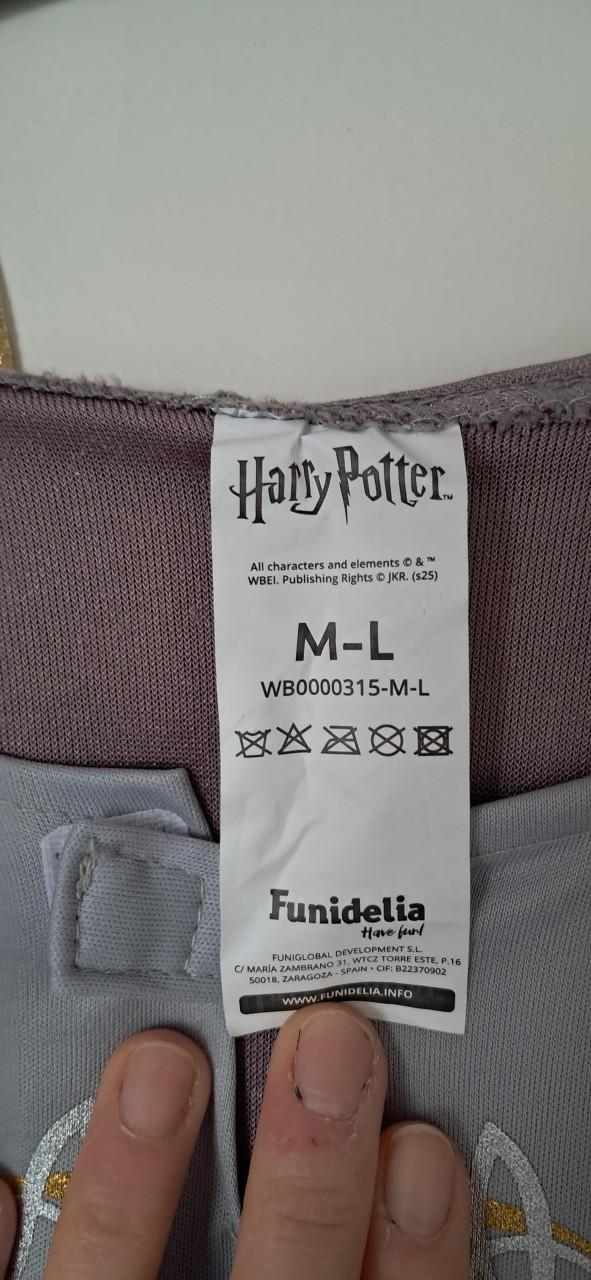 Harry Potter™
All characters and elements © & ™
WBEI. Publishing Rights © JKR. (s25)
M-L
WB0000315-M-L
Funidelia
Have fun!
FUNIGLOBAL DEVELOPMENT S.L.
C/ MARÍA ZAMBRANO 31, WTCZ TORRE ESTE, P.16
50018, ZARAGOZA - SPAIN • CIF: B22370902
WWW.FUNIDELIA.INFO